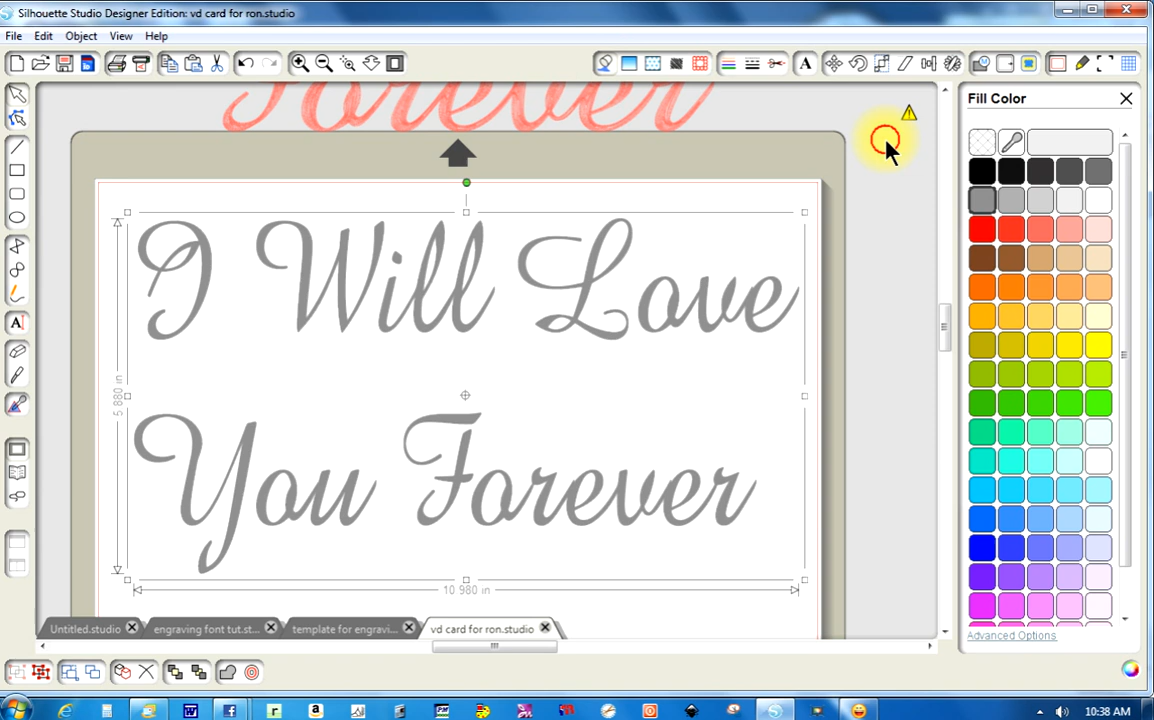 Silhouette Studio Designer Edition: vd card for ron.studio
File Edit Object View Help
Forever
Fill Color
I Will Love
You Forever
5 880 in
10 980 in
Untitled.studio
engraving font tut.st...
template for engravi...
vd card for ron.studio
Advanced Options
10:38 AM